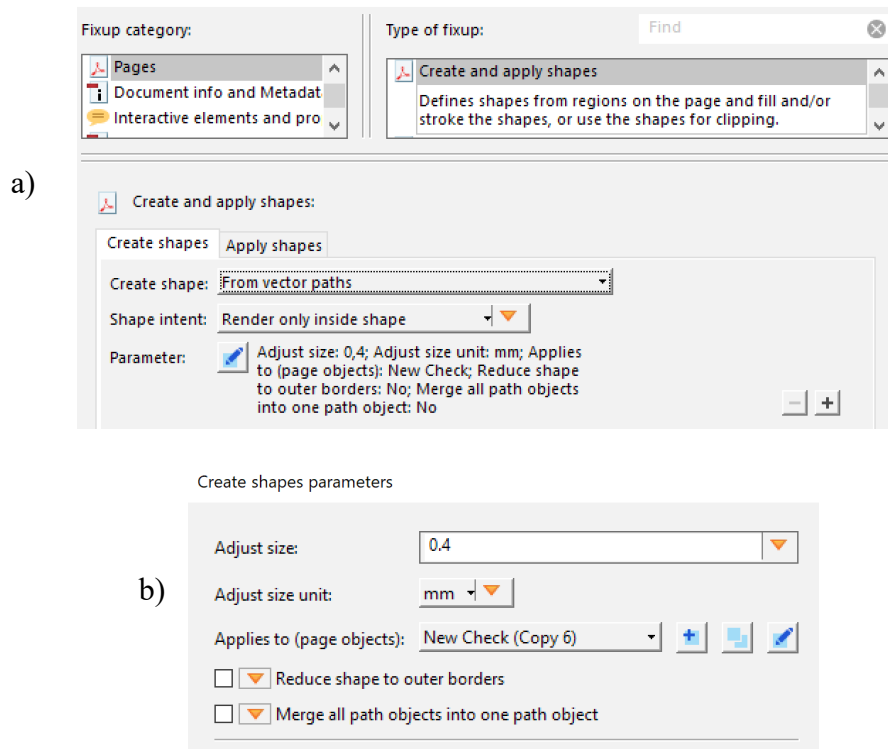 Fixup category:
Type of fixup:
Find
Pages
Document info and Metadat
Interactive elements and pro
Create and apply shapes
Defines shapes from regions on the page and fill and/or
stroke the shapes, or use the shapes for clipping.
a)
Create and apply shapes:
Create shapes
Apply shapes
Create shape: From vector paths
Shape intent: Render only inside shape
Parameter: Adjust size: 0,4; Adjust size unit: mm; Applies
to (page objects): New Check; Reduce shape
to outer borders: No; Merge all path objects
into one path object: No
Create shapes parameters
b)
Adjust size: 0.4
Adjust size unit: mm
Applies to (page objects): New Check (Copy 6)
Reduce shape to outer borders
Merge all path objects into one path object